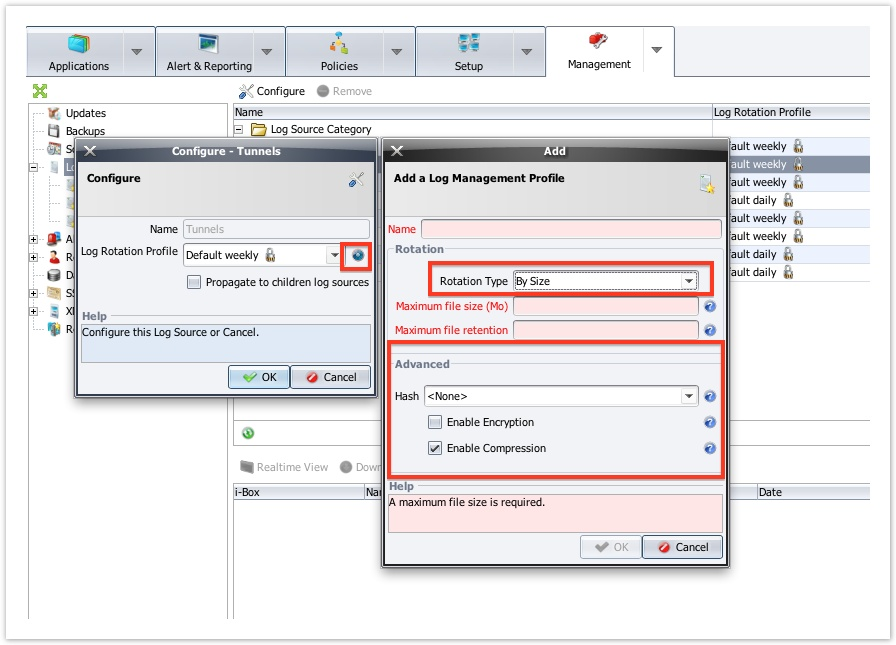 Applications
Alert & Reporting
Policies
Setup
Management
Configure
Remove
Updates
Backups
Name
Log Rotation Profile
Log Source Category
ault weekly
ault weekly
ault weekly
ault daily
ault weekly
ault weekly
ault daily
ault daily
Configure - Tunnels
Configure
Name Tunnels
Log Rotation Profile Default weekly
Propagate to children log sources
Help
Configure this Log Source or Cancel.
OK
Cancel
Add
Add a Log Management Profile
Name
Rotation
Rotation Type By Size
Maximum file size (Mo)
Maximum file retention
Advanced
Hash <None>
Enable Encryption
Enable Compression
Help
A maximum file size is required.
OK
Cancel
Realtime View
Down
i-Box
Nam
Date